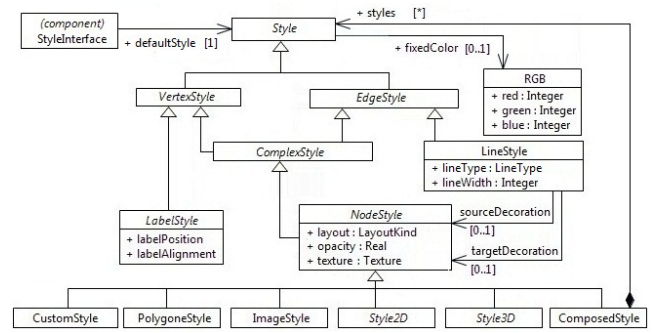 (component)
StyleInterface
+ defaultStyle [1]
Style
+ styles [*]
+ fixedColor [0..1]
RGB
+ red : Integer
+ green : Integer
+ blue : Integer
VertexStyle
EdgeStyle
ComplexStyle
LineStyle
+ lineType : LineType
+ lineWidth : Integer
LabelStyle
+ labelPosition
+ labelAlignment
NodeStyle
+ layout : LayoutKind
+ opacity : Real
+ texture : Texture
sourceDecoration
[0..1]
targetDecoration
[0..1]
CustomStyle
PolygoneStyle
ImageStyle
Style2D
Style3D
ComposedStyle